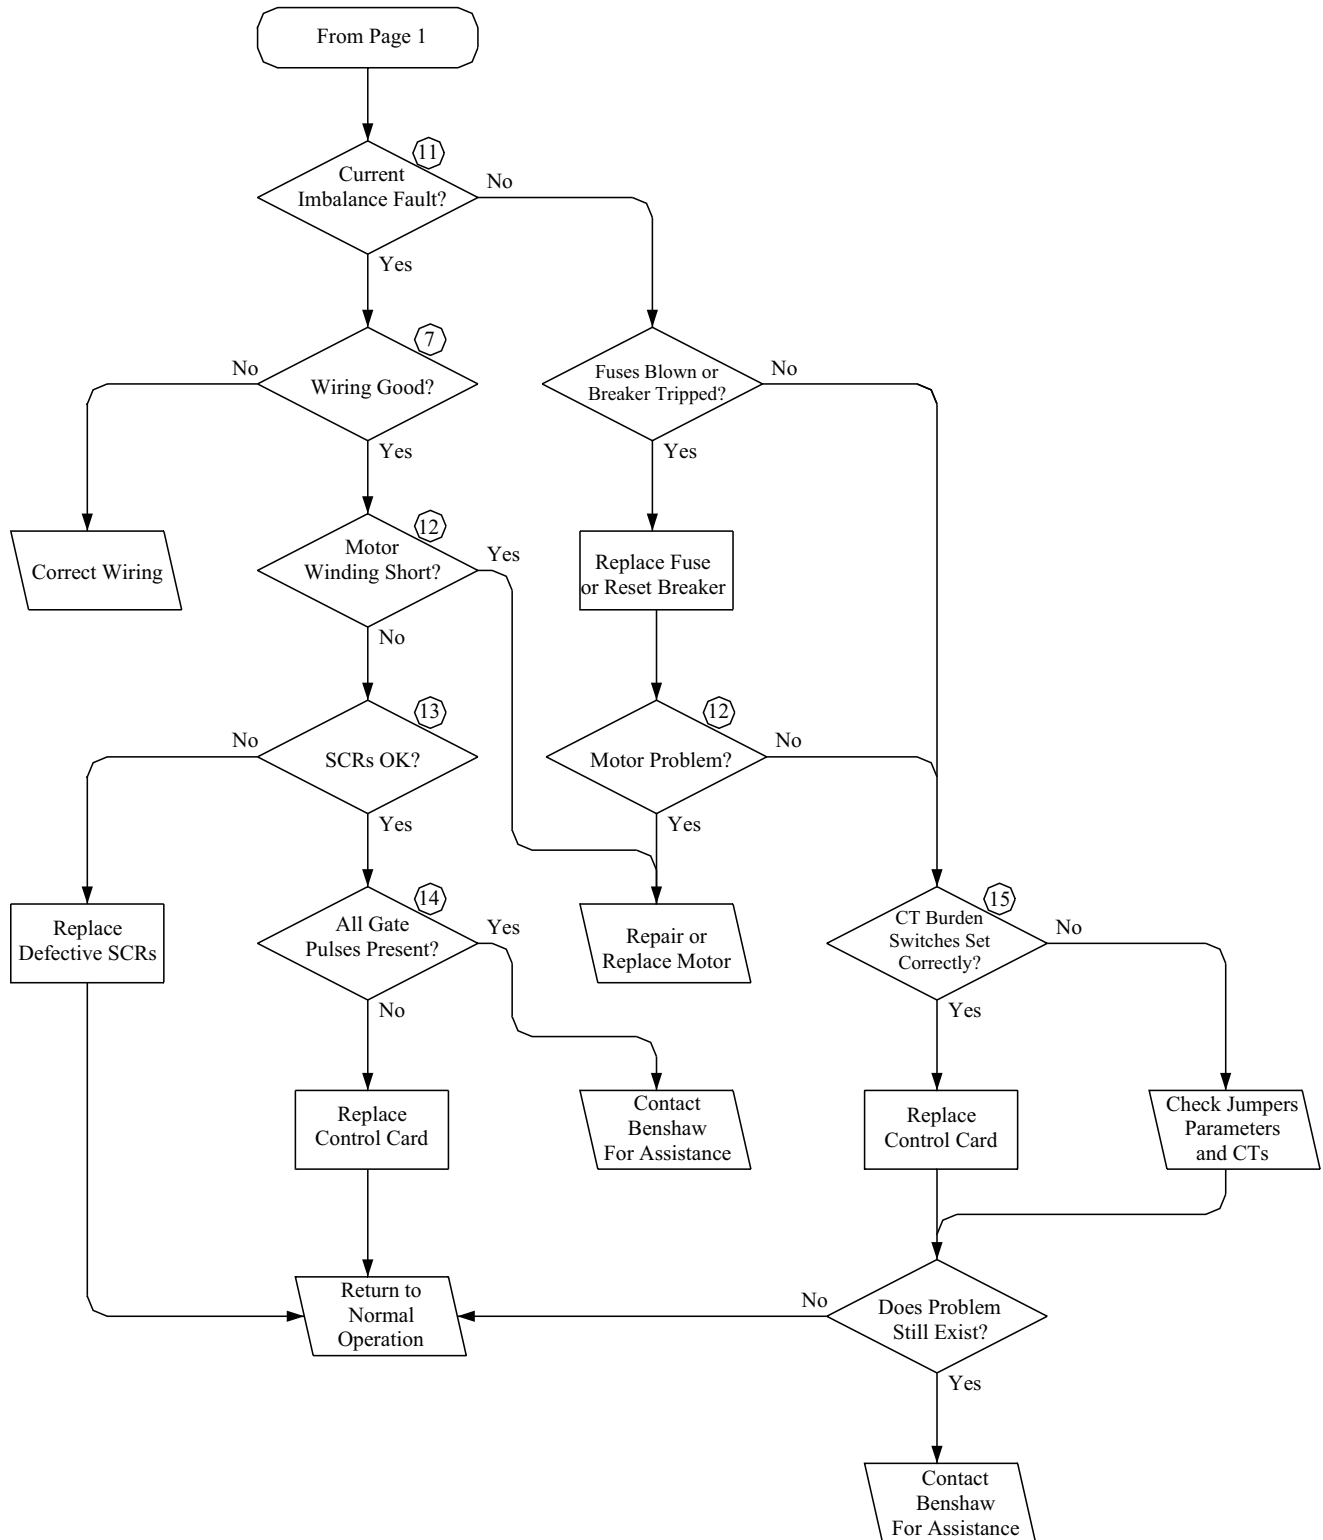 From Page 1
11
Current
Imbalance Fault?
No
Yes
7
No
Wiring Good?
Yes
Fuses Blown or
Breaker Tripped?
No
Yes
Correct Wiring
12
Motor
Winding Short?
Yes
No
Replace Fuse
or Reset Breaker
13
No
SCRs OK?
Yes
12
Motor Problem?
No
Yes
Replace
Defective SCRs
14
All Gate
Pulses Present?
Yes
No
Repair or
Replace Motor
15
CT Burden
Switches Set
Correctly?
No
Yes
Replace
Control Card
Contact
Benshaw
For Assistance
Replace
Control Card
Check Jumpers
Parameters
and CTs
Return to
Normal
Operation
No
Does Problem
Still Exist?
Yes
Contact
Benshaw
For Assistance